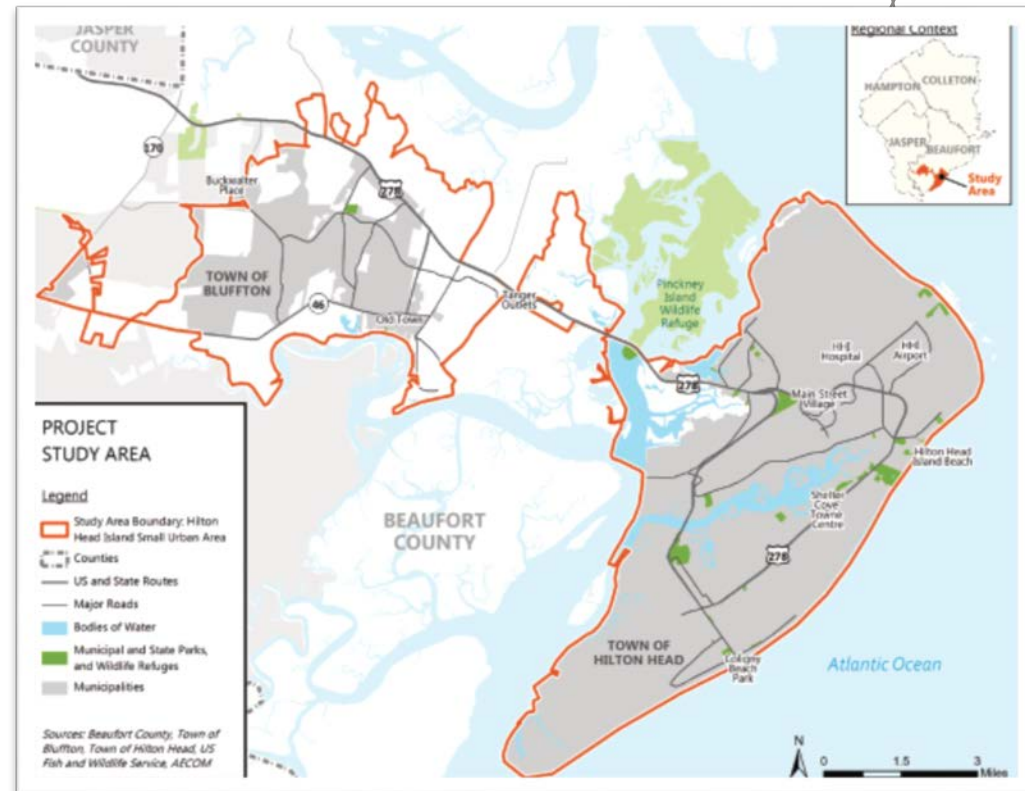 JASPER
COUNTY
Regional Context
HAMPTON
COLLETON
JASPER
BEAUFORT
Study
Area
170
Buckwalter
Place
278
TOWN OF
BLUFFTON
46
Old Town
Tanger
Outlets
Pinckney
Island
Wildlife
Refuge
278
HHI
Hospital
HHI
Airport
Main Street
Village
Hilton Head
Island Beach
Shelter
Cove
Towne
Centre
278
BEAUFORT
COUNTY
TOWN OF
HILTON HEAD
Coligny
Beach
Park
Atlantic Ocean
PROJECT
STUDY AREA
Legend
Study Area Boundary: Hilton
Head Island Small Urban Area
Counties
US and State Routes
Major Roads
Bodies of Water
Municipal and State Parks,
and Wildlife Refuges
Municipalities
Sources: Beaufort County, Town of
Bluffton, Town of Hilton Head, US
Fish and Wildlife Service, AECOM
N
0 1.5 3
Miles